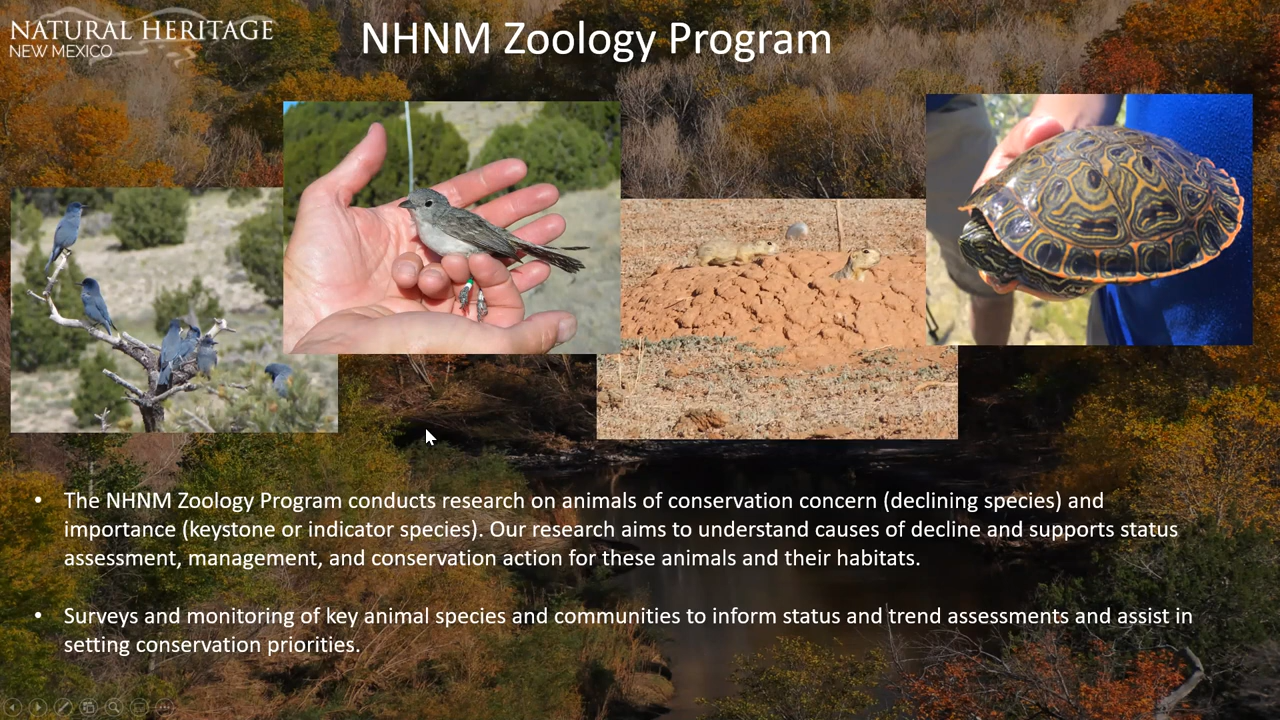 NATURAL HERITAGE
NEW MEXICO
NHNM Zoology Program
• The NHNM Zoology Program conducts research on animals of conservation concern (declining species) and
importance (keystone or indicator species). Our research aims to understand causes of decline and supports status
assessment, management, and conservation action for these animals and their habitats.
• Surveys and monitoring of key animal species and communities to inform status and trend assessments and assist in
setting conservation priorities.